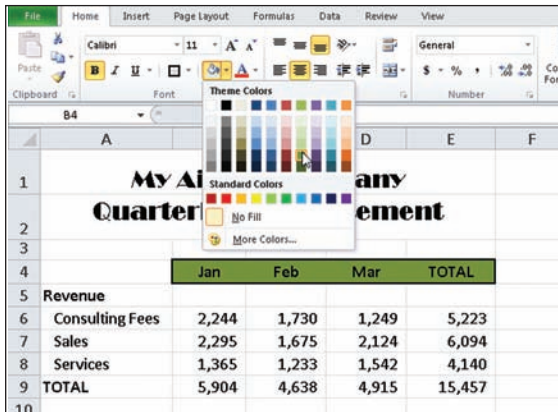 File Home Insert Page Layout Formulas Data Review View
Calibri 11 A A General
Paste B I U A $ % , .00
Clipboard Font Number
B4
Theme Colors
Standard Colors
No Fill
More Colors...
A D E F
1 My Ai any
2 Quarter ement
3
4 Jan Feb Mar TOTAL
5 Revenue
6 Consulting Fees 2,244 1,730 1,249 5,223
7 Sales 2,295 1,675 2,124 6,094
8 Services 1,365 1,233 1,542 4,140
9 TOTAL 5,904 4,638 4,915 15,457
10